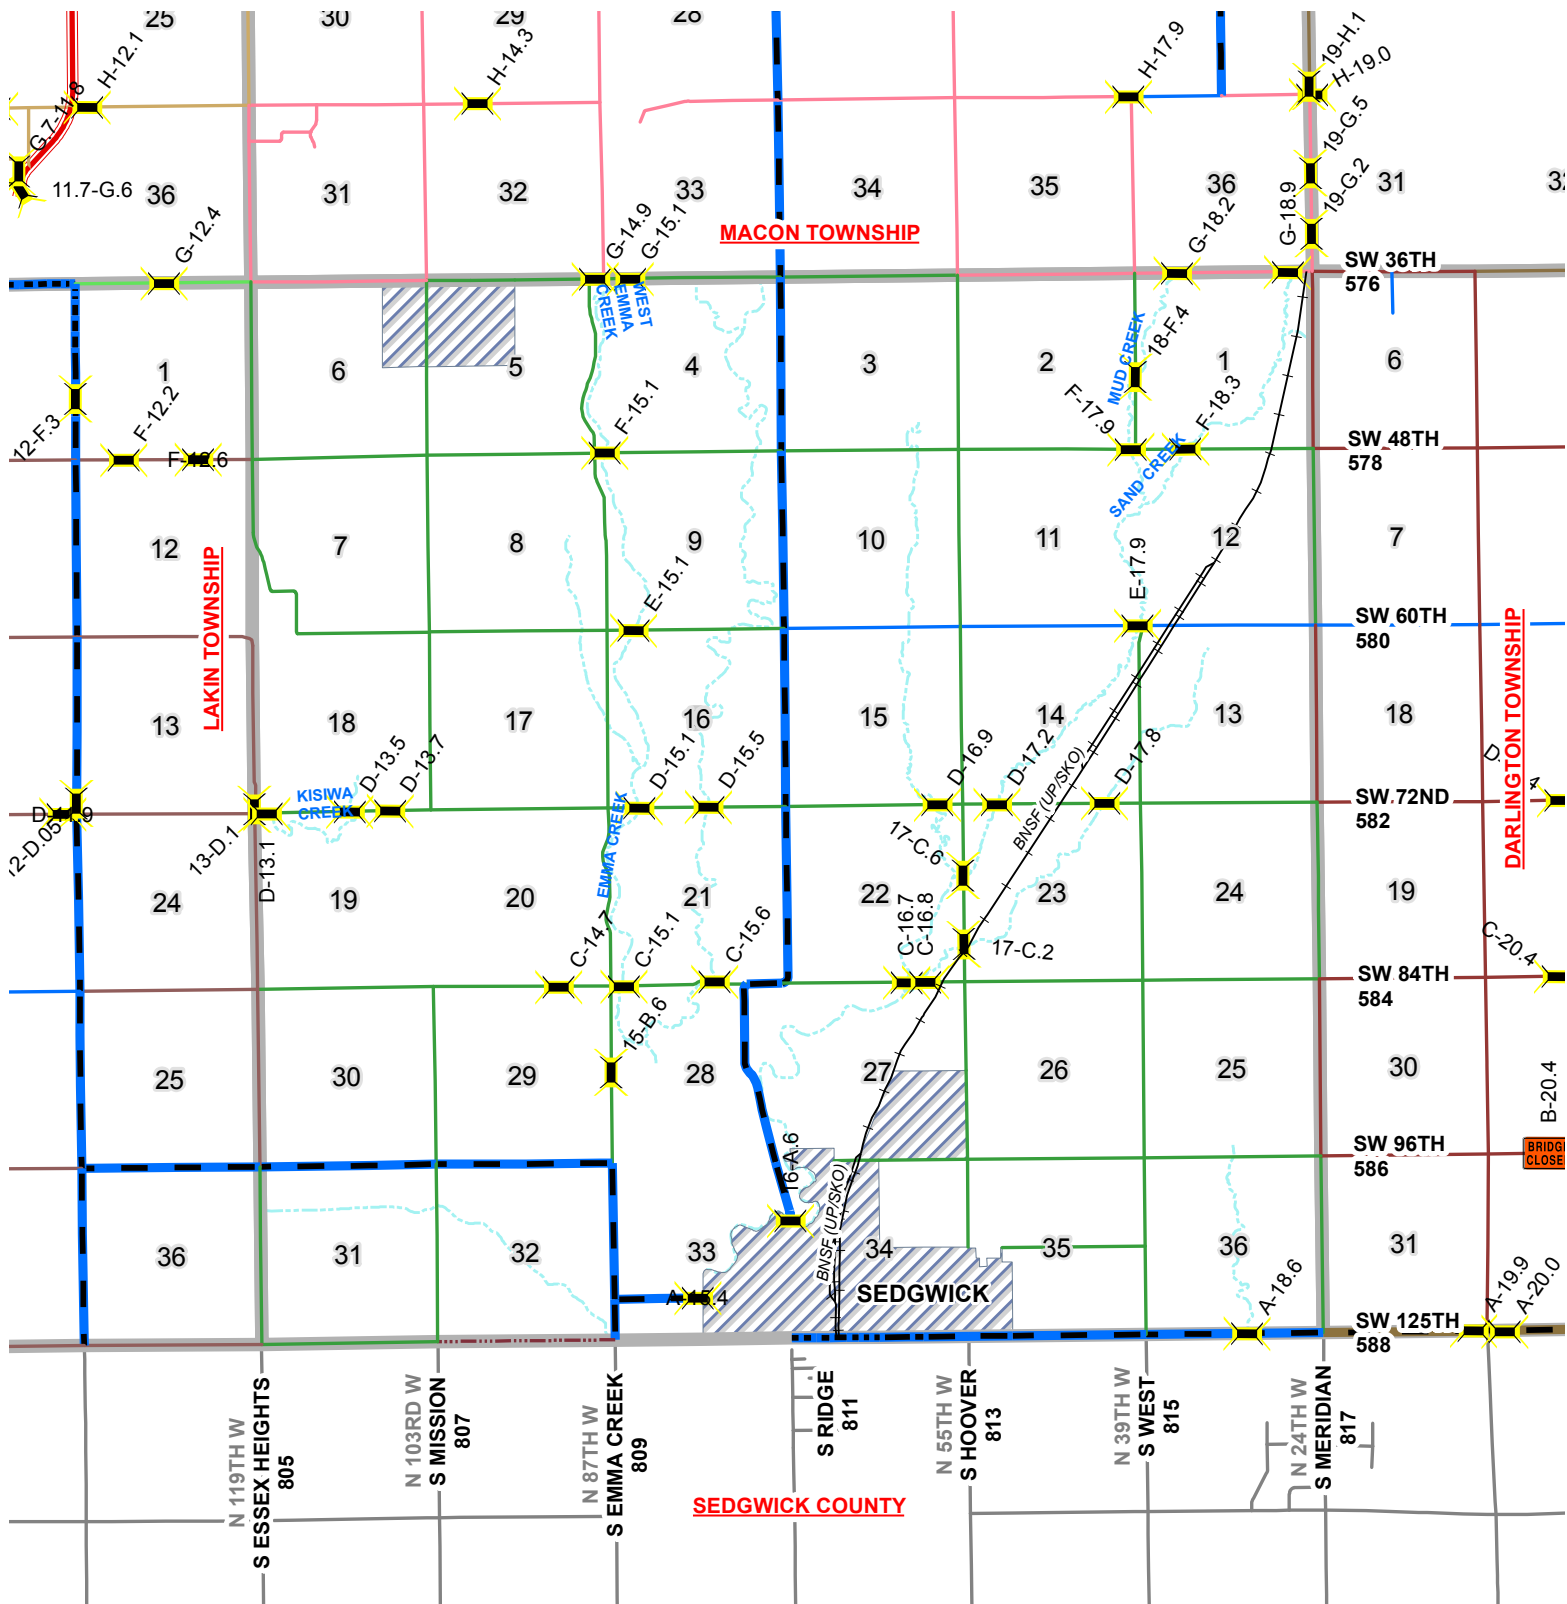 25
30
29
28
H-12.1
H-14.3
H-17.9
19-H.1
H-19.0
G.7-11.8
11.7-G.6
19-G.5
19-G.2
36
31
32
33
34
35
36
31
G-12.4
G-14.9
G-15.1
MACON TOWNSHIP
G-18.2
G-18.9
SW 36TH
576
WEST
EMMA
CREEK
MUD CREEK
18-F.4
1
6
5
4
3
2
1
6
12-F.3
F-12.2
F-12.6
F-15.1
F-17.9
F-18.3
SW 48TH
578
SAND CREEK
12
7
8
9
10
11
12
7
LAKIN TOWNSHIP
E-15.1
E-17.9
SW 60TH
580
DARLINGTON TOWNSHIP
13
18
17
16
15
14
13
18
KISIWA
CREEK
D-13.5
D-13.7
D-15.1
D-15.5
D-16.9
D-17.2
D-17.8
BNSF (UP/SKO)
SW 72ND
582
13-D.1
D-13.1
EMMA CREEK
17-C.6
24
19
20
21
22
23
24
19
C-14.7
C-15.1
C-15.6
C-16.7
C-16.8
17-C.2
C-20.4
SW 84TH
584
15-B.6
25
30
29
28
27
26
25
30
B-20.4
BRIDGE
SW 96TH
586
16-A.6
BNSF (UP/SKO)
36
31
32
33
34
35
36
31
A-15.4
SEDGWICK
A-18.6
A-19.9
A-20.0
SW 125TH
588
N 119TH W
S ESSEX HEIGHTS
805
N 103RD W
S MISSION
807
N 87TH W
S EMMA CREEK
809
S RIDGE
811
N 55TH W
S HOOVER
813
N 39TH W
S WEST
815
N 24TH W
S MERIDIAN
817
SEDGWICK COUNTY